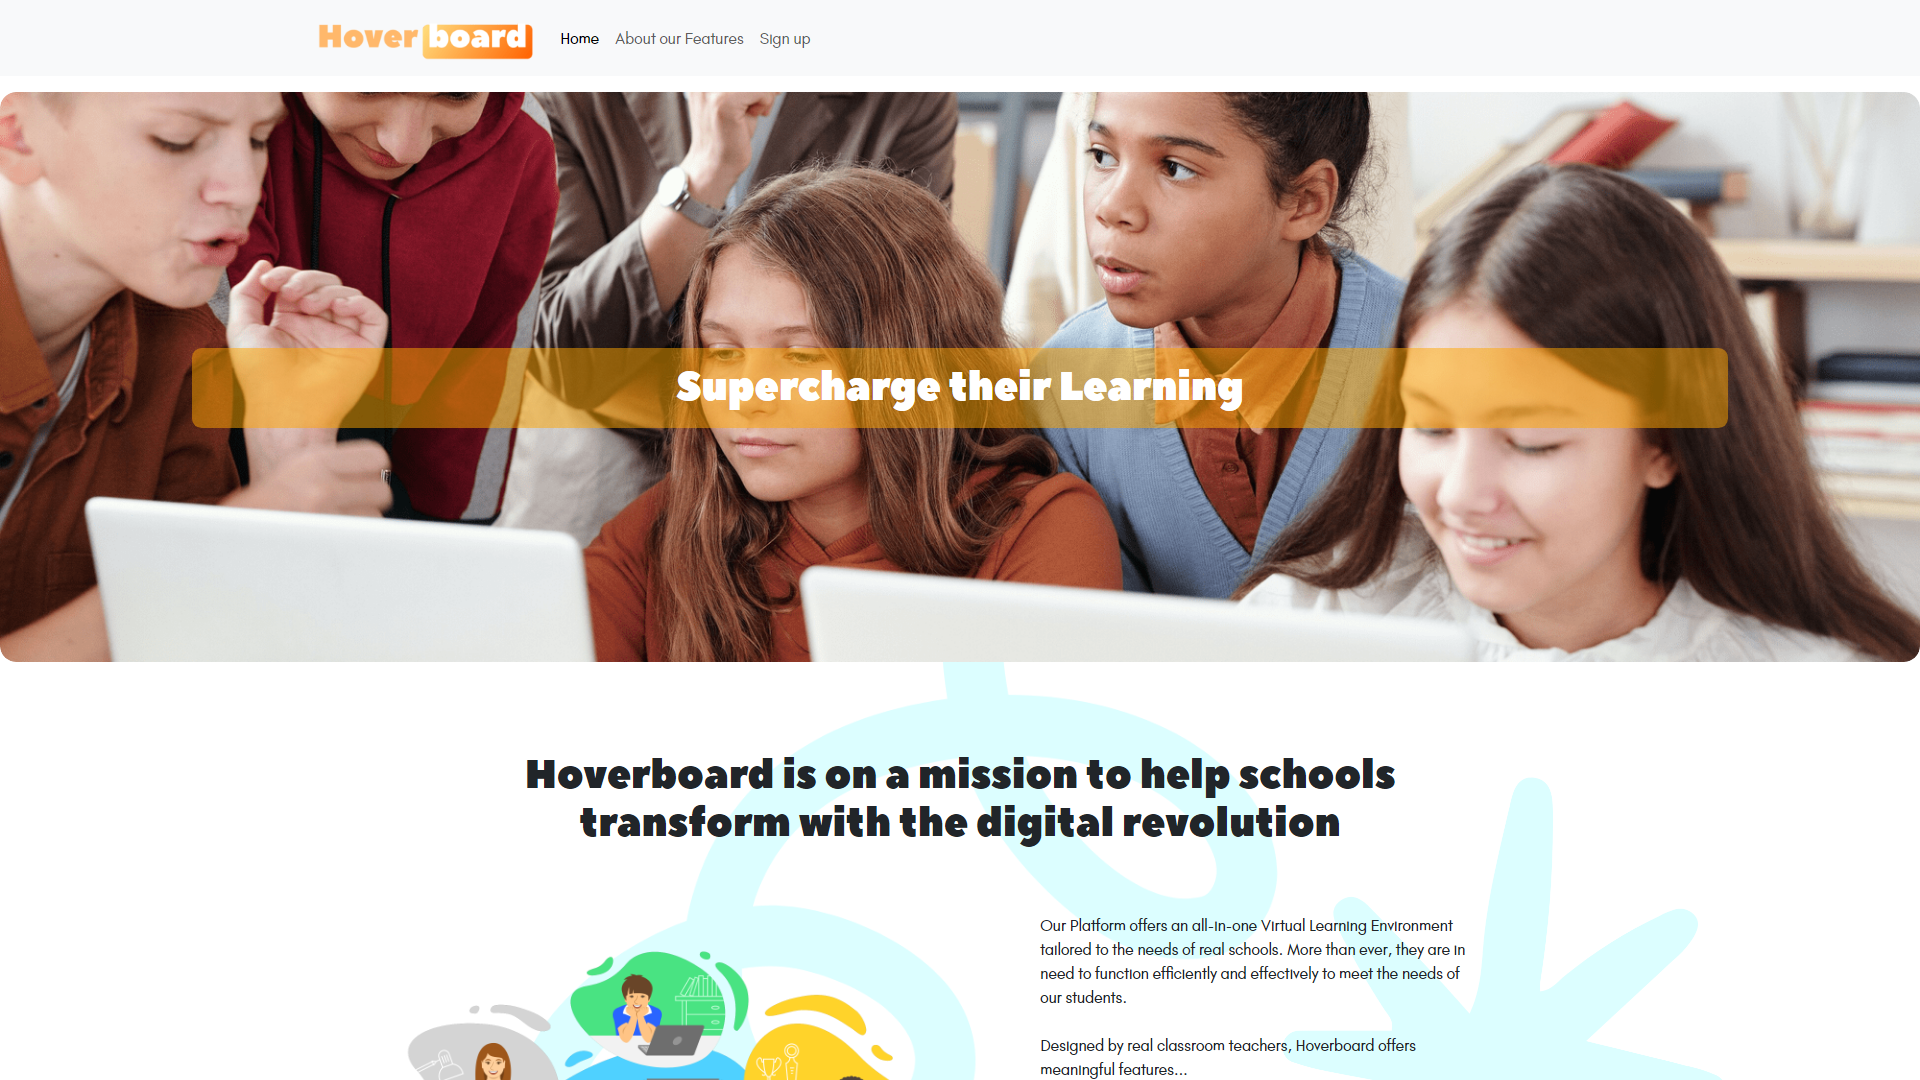 Hoverboard
Home
About our Features
Sign up
Supercharge their Learning
Hoverboard is on a mission to help schools
transform with the digital revolution
Our Platform offers an all-in-one Virtual Learning Environment
tailored to the needs of real schools. More than ever, they are in
need to function efficiently and effectively to meet the needs of
our students.
Designed by real classroom teachers, Hoverboard offers
meaningful features...